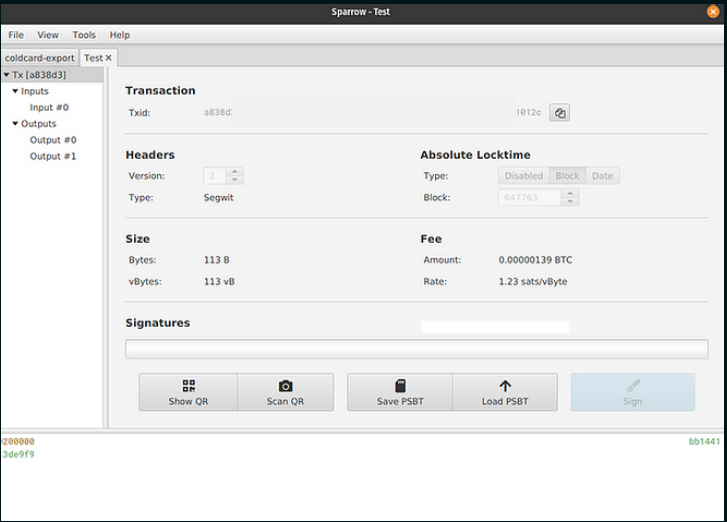 Sparrow - Test
File View Tools Help
coldcard-export Test
Tx [a838d3]
Inputs
Input #0
Outputs
Output #0
Output #1
Transaction
Txid: a838d: 1012c
Headers
Version: 2
Type: Segwit
Absolute Locktime
Type: Disabled Block Date
Block: 647763
Size
Bytes: 113 B
vBytes: 113 vB
Fee
Amount: 0.00000139 BTC
Rate: 1.23 sats/vByte
Signatures
Show QR Scan QR Save PSBT Load PSBT Sign
0200000 bb1441
3de9f9